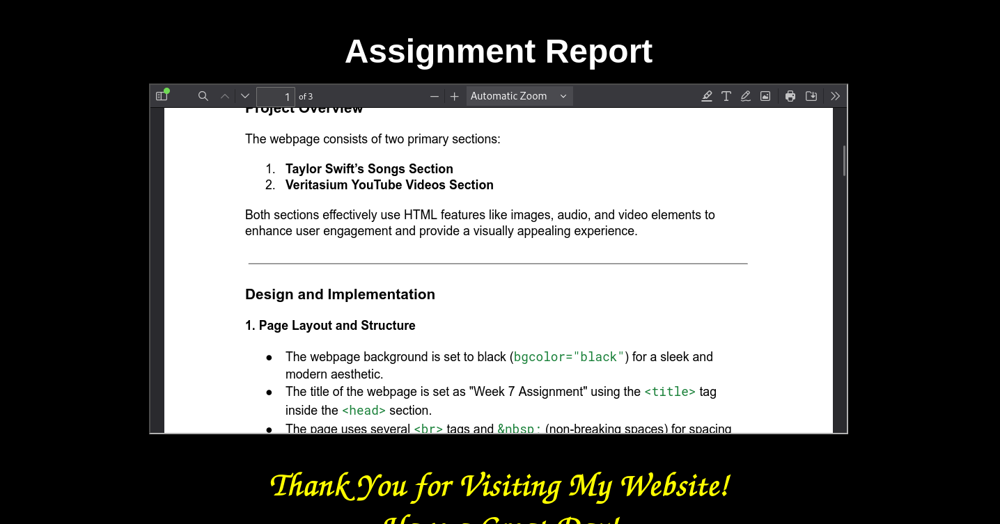 Assignment Report
1 of 3
Automatic Zoom
Project Overview
The webpage consists of two primary sections:
1. Taylor Swift’s Songs Section
2. Veritasium YouTube Videos Section
Both sections effectively use HTML features like images, audio, and video elements to
enhance user engagement and provide a visually appealing experience.
Design and Implementation
1. Page Layout and Structure
● The webpage background is set to black (bgcolor="black") for a sleek and
modern aesthetic.
● The title of the webpage is set as "Week 7 Assignment" using the <title> tag
inside the <head> section.
● The page uses several <br> tags and &nbsp; (non-breaking spaces) for spacing
Thank You for Visiting My Website!
Have a Great Day!